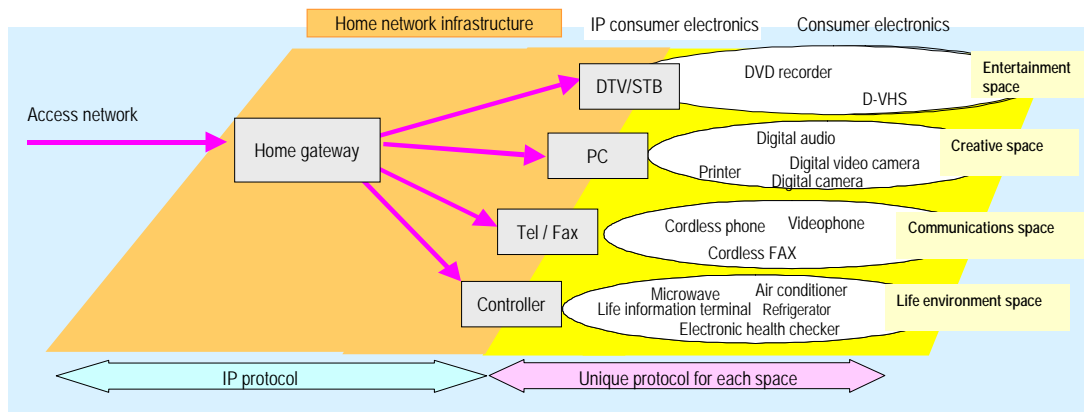 Home network infrastructure
IP consumer electronics
Consumer electronics
Access network
Home gateway
DTV/STB
DVD recorder
D-VHS
Entertainment
space
PC
Digital audio
Printer
Digital video camera
Digital camera
Creative space
Tel / Fax
Cordless phone
Videophone
Cordless FAX
Communications space
Controller
Microwave
Air conditioner
Life information terminal
Refrigerator
Electronic health checker
Life environment space
IP protocol
Unique protocol for each space